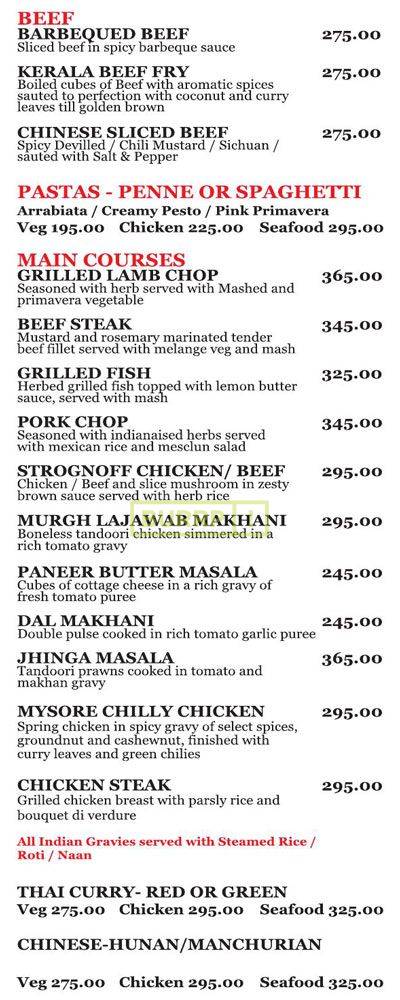 BEEF
BARBEQUED BEEF 275.00
Sliced beef in spicy barbeque sauce
KERALA BEEF FRY 275.00
Boiled cubes of Beef with aromatic spices
sauted to perfection with coconut and curry
leaves till golden brown
CHINESE SLICED BEEF 275.00
Spicy Devilled / Chili Mustard / Sichuan /
sauted with Salt & Pepper
PASTAS - PENNE OR SPAGHETTI
Arrabiata / Creamy Pesto / Pink Primavera
Veg 195.00 Chicken 225.00 Seafood 295.00
MAIN COURSES
GRILLED LAMB CHOP 365.00
Seasoned with herb served with Mashed and
primavera vegetable
BEEF STEAK 345.00
Mustard and rosemary marinated tender
beef fillet served with melange veg and mash
GRILLED FISH 325.00
Herbed grilled fish topped with lemon butter
sauce, served with mash
PORK CHOP 345.00
Seasoned with indianaised herbs served
with mexican rice and mesclun salad
STROGNOFF CHICKEN/ BEEF 295.00
Chicken / Beef and slice mushroom in zesty
brown sauce served with herb rice
MURGH LAJAWAB MAKHANI 295.00
Boneless tandoori chicken simmered in a
rich tomato gravy
PANEER BUTTER MASALA 245.00
Cubes of cottage cheese in a rich gravy of
fresh tomato puree
DAL MAKHANI 245.00
Double pulse cooked in rich tomato garlic puree
JHINGA MASALA 365.00
Tandoori prawns cooked in tomato and
makhan gravy
MYSORE CHILLY CHICKEN 295.00
Spring chicken in spicy gravy of select spices,
groundnut and cashewnut, finished with
curry leaves and green chilies
CHICKEN STEAK 295.00
Grilled chicken breast with parsly rice and
bouquet di verdure
All Indian Gravies served with Steamed Rice /
Roti / Naan
THAI CURRY- RED OR GREEN
Veg 275.00 Chicken 295.00 Seafood 325.00
CHINESE-HUNAN/MANCHURIAN
Veg 275.00 Chicken 295.00 Seafood 325.00